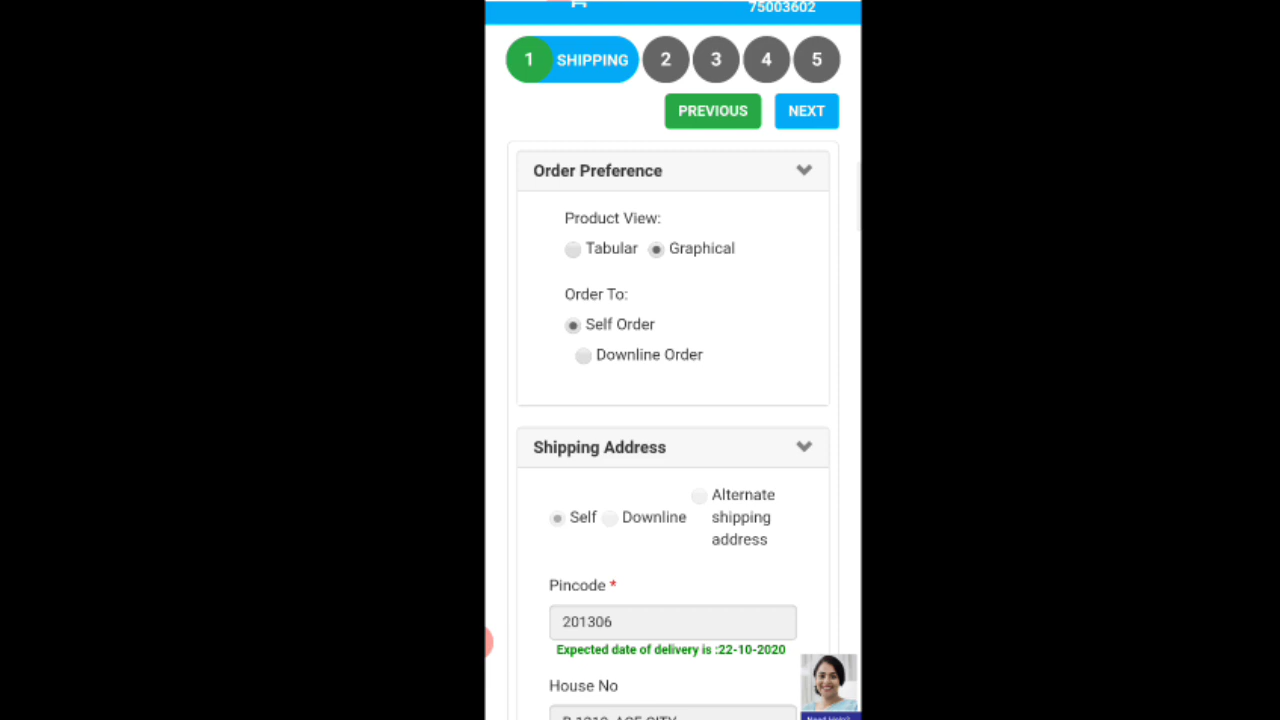 75003602
1 SHIPPING 2 3 4 5
PREVIOUS NEXT
Order Preference
Product View:
Tabular Graphical
Order To:
Self Order
Downline Order
Shipping Address
Self Downline Alternate shipping address
Pincode *
201306
Expected date of delivery is :22-10-2020
House No